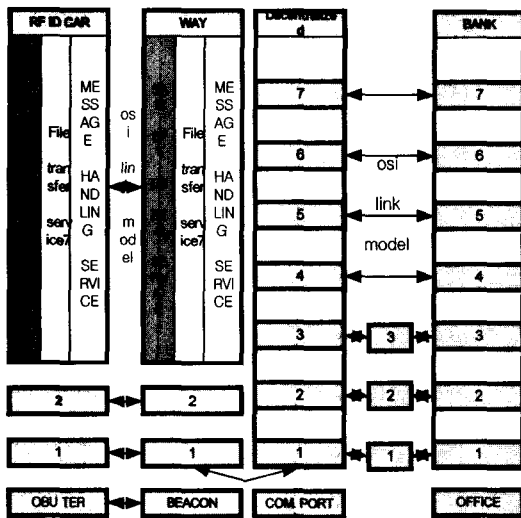 RF ID CAR
WAY
Decentralize
d
BANK
File
tran
sfer
serv
ice7
ME
SS
AG
E
HA
ND
LIN
G
SE
RVI
CE
os
i
lin
m
od
el
File
tran
sfer
serv
ice7
ME
SS
AG
E
HA
ND
LIN
G
SE
RVI
CE
7
7
6
6
osi
5
link
5
model
4
4
3
3
3
2
2
2
2
2
1
1
1
1
1
OBU TER
BEACON
COM. PORT
OFFICE